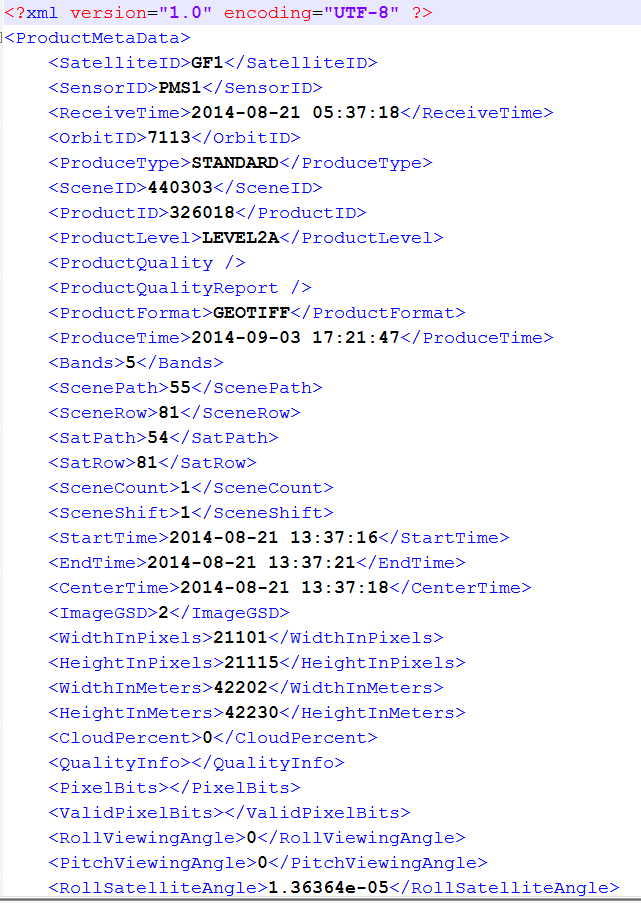 <?xml version="1.0" encoding="UTF-8" ?>
<ProductMetaData>
<SatelliteID>GF1</SatelliteID>
<SensorID>PMS1</SensorID>
<ReceiveTime>2014-08-21 05:37:18</ReceiveTime>
<OrbitID>7113</OrbitID>
<ProduceType>STANDARD</ProduceType>
<SceneID>440303</SceneID>
<ProductID>326018</ProductID>
<ProductLevel>LEVEL2A</ProductLevel>
<ProductQuality />
<ProductQualityReport />
<ProductFormat>GEOTIFF</ProductFormat>
<ProduceTime>2014-09-03 17:21:47</ProduceTime>
<Bands>5</Bands>
<ScenePath>55</ScenePath>
<SceneRow>81</SceneRow>
<SatPath>54</SatPath>
<SatRow>81</SatRow>
<SceneCount>1</SceneCount>
<SceneShift>1</SceneShift>
<StartTime>2014-08-21 13:37:16</StartTime>
<EndTime>2014-08-21 13:37:21</EndTime>
<CenterTime>2014-08-21 13:37:18</CenterTime>
<ImageGSD>2</ImageGSD>
<WidthInPixels>21101</WidthInPixels>
<HeightInPixels>21115</HeightInPixels>
<WidthInMeters>42202</WidthInMeters>
<HeightInMeters>42230</HeightInMeters>
<CloudPercent>0</CloudPercent>
<QualityInfo></QualityInfo>
<PixelBits></PixelBits>
<ValidPixelBits></ValidPixelBits>
<RollViewingAngle>0</RollViewingAngle>
<PitchViewingAngle>0</PitchViewingAngle>
<RollSatelliteAngle>1.36364e-05</RollSatelliteAngle>